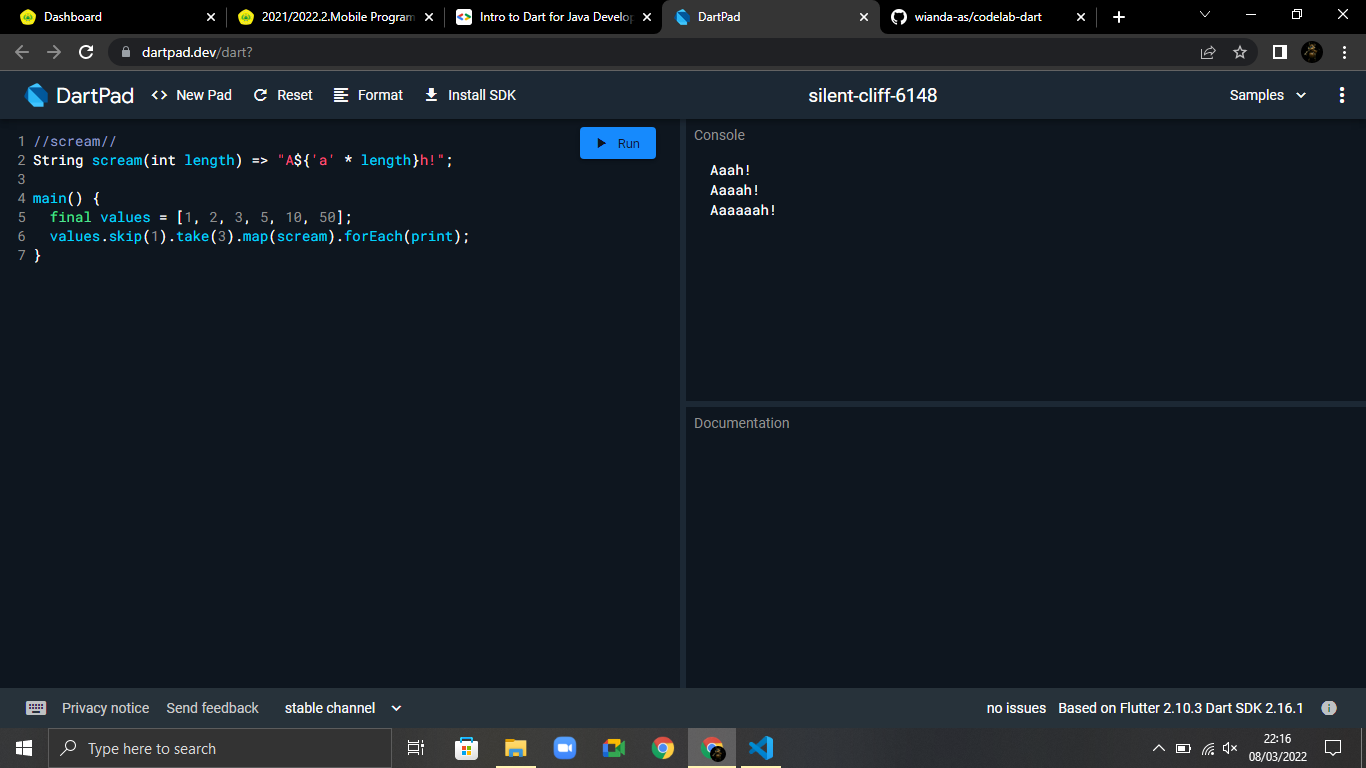 Dashboard
2021/2022.2.Mobile Program
Intro to Dart for Java Develop
DartPad
wianda-as/codelab-dart
dartpad.dev/dart?
DartPad
<> New Pad
Reset
Format
Install SDK
silent-cliff-6148
Samples
1 //scream//
2 String scream(int length) => "A${'a' * length}h!";
3
4 main() {
5   final values = [1, 2, 3, 5, 10, 50];
6   values.skip(1).take(3).map(scream).forEach(print);
7 }
Run
Console
Aaah!
Aaaah!
Aaaaaah!
Documentation
Privacy notice
Send feedback
stable channel
no issues
Based on Flutter 2.10.3 Dart SDK 2.16.1
Type here to search
22:16
08/03/2022